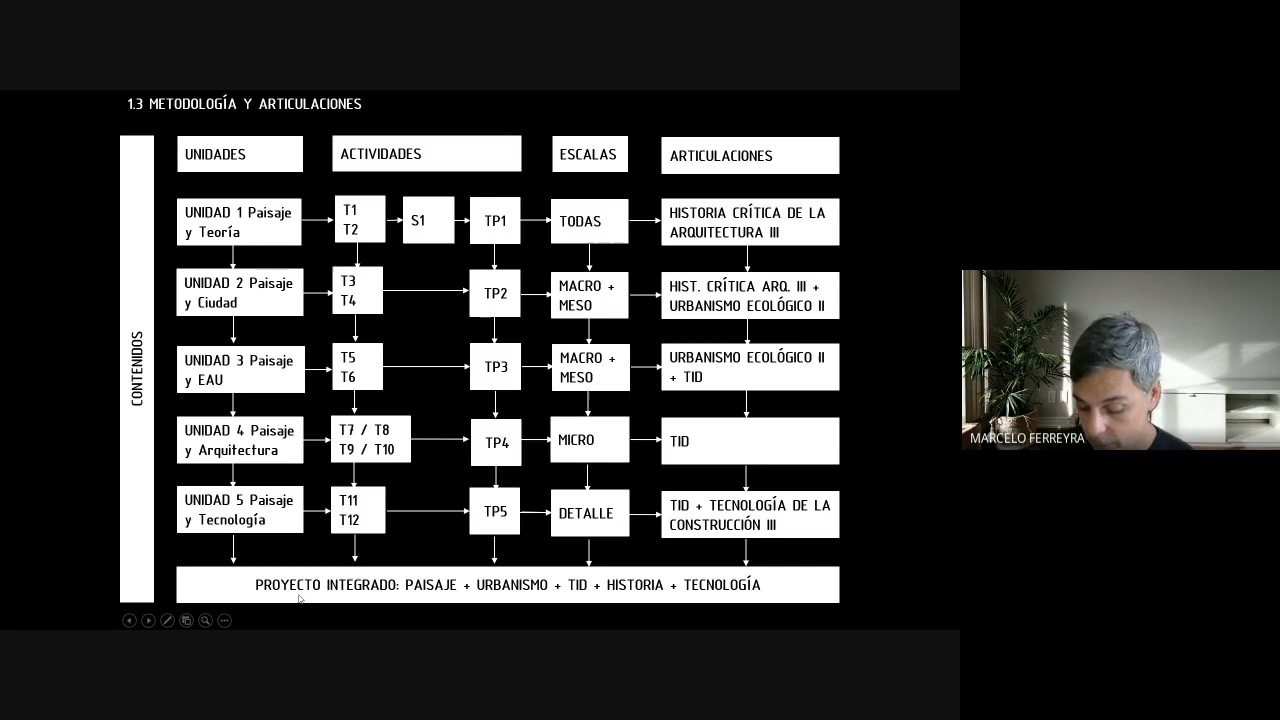 1.3 METODOLOGÍA Y ARTICULACIONES
CONTENIDOS
UNIDADES
ACTIVIDADES
ESCALAS
ARTICULACIONES
UNIDAD 1 Paisaje
y Teoría
T1
T2
S1
TP1
TODAS
HISTORIA CRÍTICA DE LA
ARQUITECTURA III
UNIDAD 2 Paisaje
y Ciudad
T3
T4
TP2
MACRO +
MESO
HIST. CRÍTICA ARQ. III +
URBANISMO ECOLÓGICO II
UNIDAD 3 Paisaje
y EAU
T5
T6
TP3
MACRO +
MESO
URBANISMO ECOLÓGICO II
+ TID
UNIDAD 4 Paisaje
y Arquitectura
T7 / T8
T9 / T10
TP4
MICRO
TID
UNIDAD 5 Paisaje
y Tecnología
T11
T12
TP5
DETALLE
TID + TECNOLOGÍA DE LA
CONSTRUCCIÓN III
PROYECTO INTEGRADO: PAISAJE + URBANISMO + TID + HISTORIA + TECNOLOGÍA
MARCELO FERREYRA